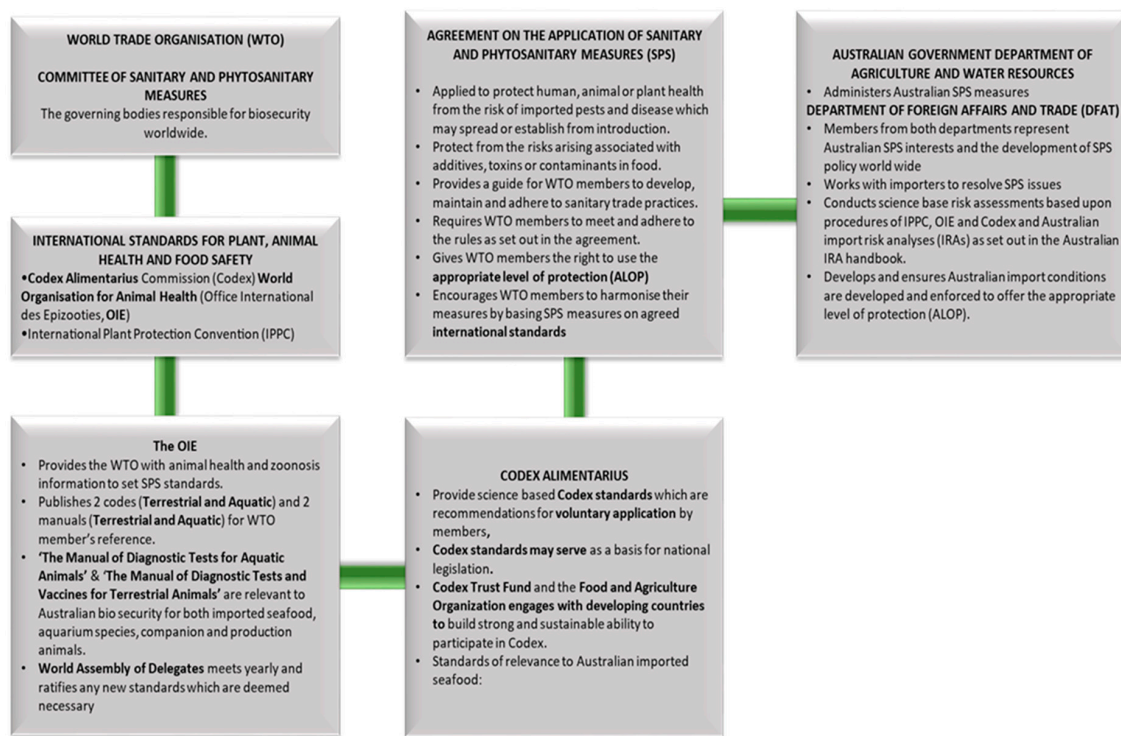 WORLD TRADE ORGANISATION (WTO)
COMMITTEE OF SANITARY AND PHYTOSANITARY
MEASURES
The governing bodies responsible for biosecurity
worldwide.
INTERNATIONAL STANDARDS FOR PLANT, ANIMAL
HEALTH AND FOOD SAFETY
•Codex Alimentarius Commission (Codex) World
Organisation for Animal Health (Office International
des Epizooties, OIE)
•International Plant Protection Convention (IPPC)
The OIE
• Provides the WTO with animal health and zoonosis
information to set SPS standards.
• Publishes 2 codes (Terrestrial and Aquatic) and 2
manuals (Terrestrial and Aquatic) for WTO
member's reference.
• 'The Manual of Diagnostic Tests for Aquatic
Animals' & 'The Manual of Diagnostic Tests and
Vaccines for Terrestrial Animals' are relevant to
Australian bio security for both imported seafood,
aquarium species, companion and production
animals.
• World Assembly of Delegates meets yearly and
ratifies any new standards which are deemed
necessary
CODEX ALIMENTARIUS
• Provide science based Codex standards which are
recommendations for voluntary application by
members,
• Codex standards may serve as a basis for national
legislation.
• Codex Trust Fund and the Food and Agriculture
Organization engages with developing countries
to build strong and sustainable ability to
participate in Codex.
• Standards of relevance to Australian imported
seafood:
AGREEMENT ON THE APPLICATION OF SANITARY
AND PHYTOSANITARY MEASURES (SPS)
• Applied to protect human, animal or plant health
from the risk of imported pests and disease which
may spread or establish from introduction.
• Protect from the risks arising associated with
additives, toxins or contaminants in food.
• Provides a guide for WTO members to develop,
maintain and adhere to sanitary trade practices.
• Requires WTO members to meet and adhere to
the rules as set out in the agreement.
• Gives WTO members the right to use the
appropriate level of protection (ALOP)
• Encourages WTO members to harmonise their
measures by basing SPS measures on agreed
international standards
AUSTRALIAN GOVERNMENT DEPARTMENT OF
AGRICULTURE AND WATER RESOURCES
• Administers Australian SPS measures
DEPARTMENT OF FOREIGN AFFAIRS AND TRADE (DFAT)
• Members from both departments represent
Australian SPS interests and the development of SPS
policy world wide
• Works with importers to resolve SPS issues
• Conducts science base risk assessments based upon
procedures of IPPC, OIE and Codex and Australian
import risk analyses (IRAs) as set out in the Australian
IRA handbook.
• Develops and ensures Australian import conditions
are developed and enforced to offer the appropriate
level of protection (ALOP).